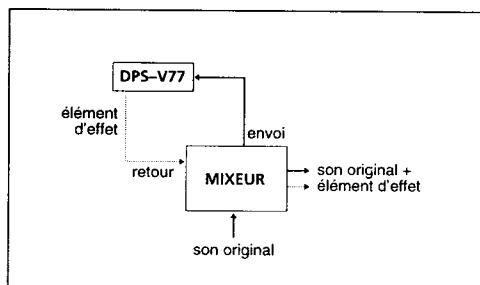 DPS–V77
élément
d'effet
envoi
retour
MIXEUR
son original +
élément d'effet
son original